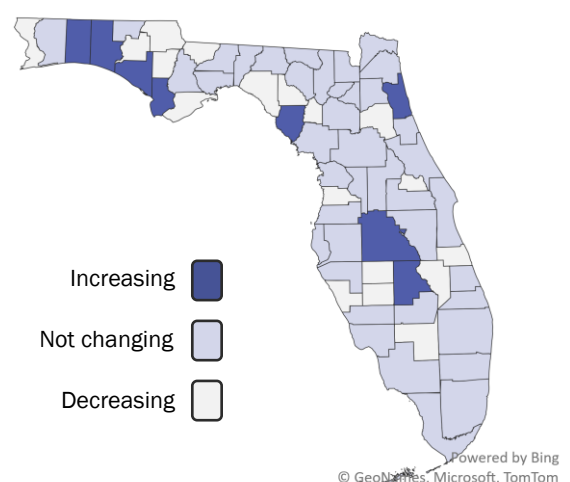 Increasing
Not changing
Decreasing
Powered by Bing
© GeoNames, Microsoft, TomTom